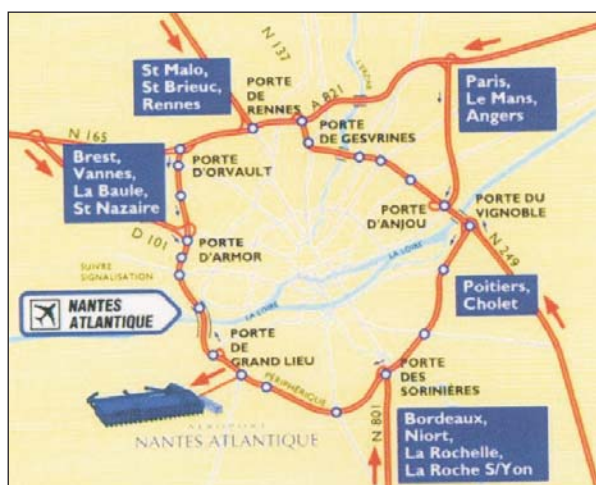 N 137
St Malo,
St Brieuc,
Rennes
PORTE
DE
RENNES
A 821
PORTE
DE GESVRINES
Paris,
Le Mans,
Angers
N 165
Brest,
Vannes,
La Baule,
St Nazaire
PORTE
D'ORVAULT
PORTE
D'ANJOU
PORTE DU
VIGNOBLE
D 101
PORTE
D'ARMOR
LA LOIRE
N 249
SUIVRE
SIGNALISATION
Poitiers,
Cholet
NANTES
ATLANTIQUE
LA LOIRE
PORTE
DE
GRAND LIEU
PÉRIPHÉRIQUE
PORTE
DES
SORINIÈRES
AÉROPORT
NANTES ATLANTIQUE
N 801
Bordeaux,
Niort,
La Rochelle,
La Roche S/Yon